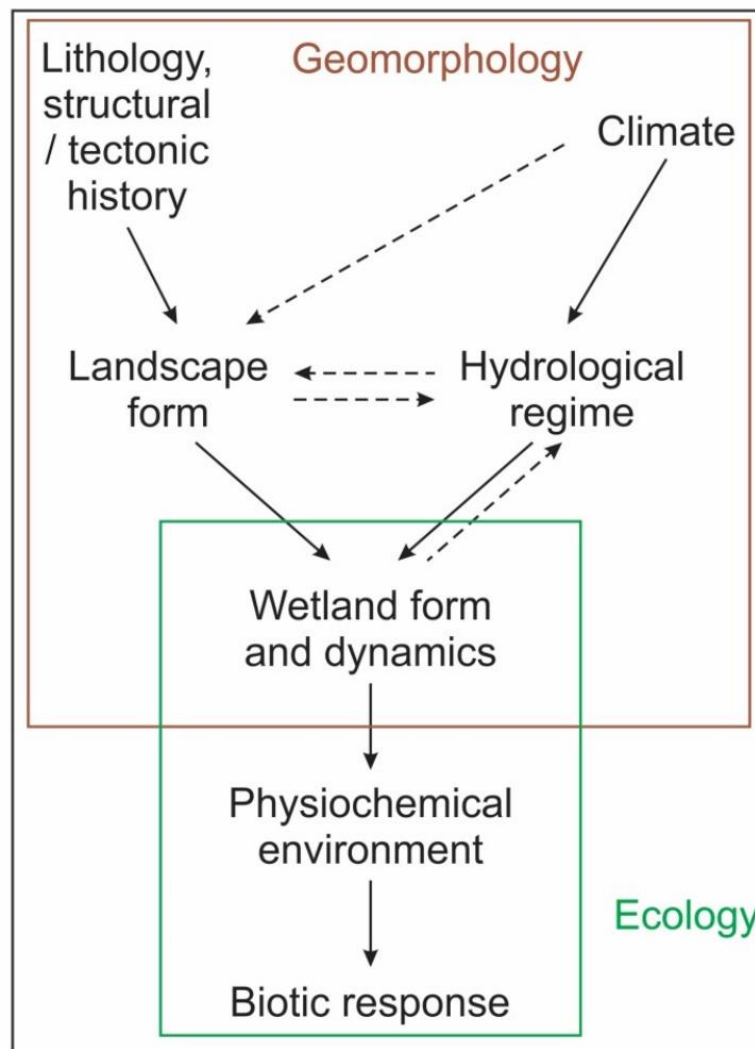 Lithology,
structural
/ tectonic
history
Geomorphology
Climate
Landscape
form
Hydrological
regime
Wetland form
and dynamics
Physiochemical
environment
Ecology
Biotic response